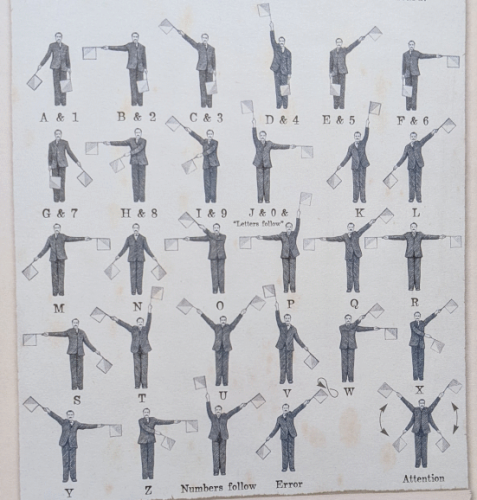 A & 1 B & 2 C & 3 D & 4 E & 5 F & 6
G & 7 H & 8 I & 9 J & 0 & K L
"Letters follow"
M N O P Q R
S T U V W X
Y Z Numbers follow Error Attention